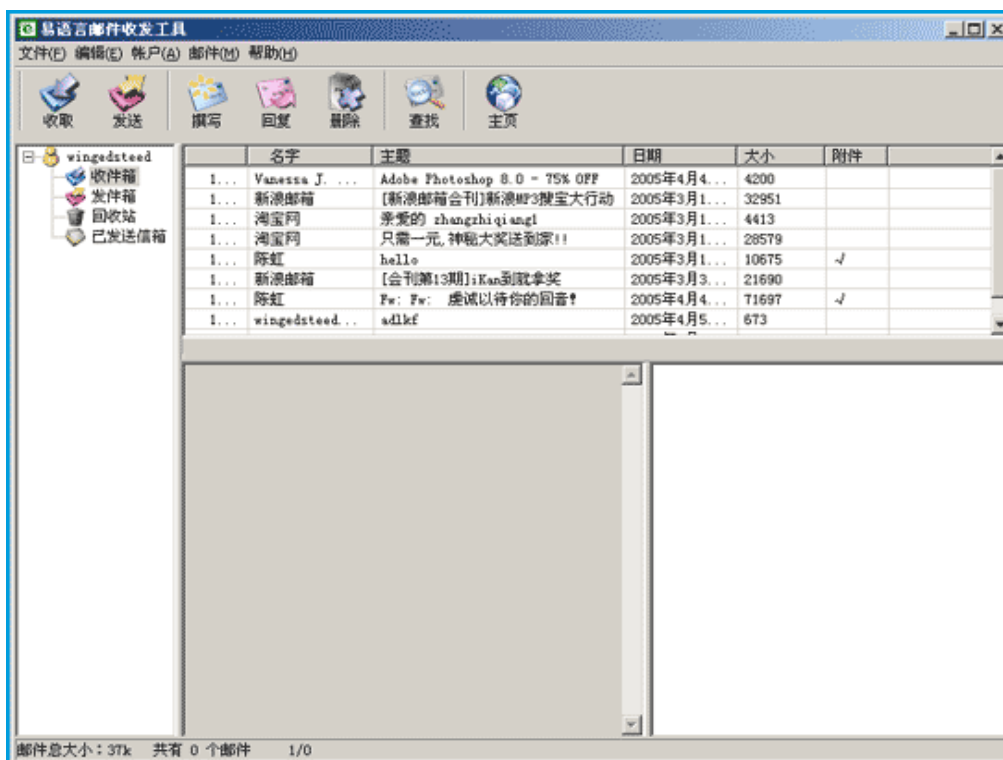 易语言邮件收发工具
文件(F) 编辑(E) 帐户(A) 邮件(M) 帮助(H)
收取 发送 撰写 回复 删除 查找 主页
wingedsteed
收件箱
发件箱
回收站
已发送信箱
名字 主题 日期 大小 附件
1... Vanessa J. ... Adobe Photoshop 8.0 - 75% OFF 2005年4月4... 4200
1... 新浪邮箱 [新浪邮箱会刊]新浪MP3搜宝大行动 2005年3月1... 32951
1... 淘宝网 亲爱的 zhangzhiqiang1 2005年3月1... 4413
1... 淘宝网 只需一元,神秘大奖送到家!! 2005年3月1... 28579
1... 陈虹 hello 2005年3月1... 10675 √
1... 新浪邮箱 [会刊第13期]iKan到就拿奖 2005年3月3... 21690
1... 陈虹 Fw: Fw: 虔诚以待你的回音! 2005年4月4... 71697 √
1... wingedsteed... adlkf 2005年4月5... 673
邮件总大小:37k 共有 0 个邮件 1/0